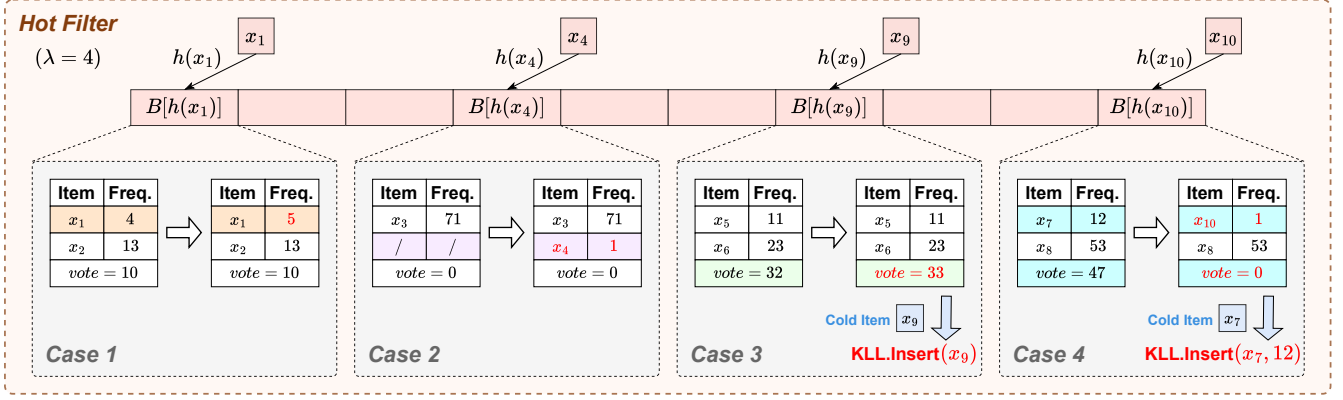 Hot Filter
(λ = 4)
x₁ x₄ x₉ x₁₀
h(x₁) h(x₄) h(x₉) h(x₁₀)
B[h(x₁)] B[h(x₄)] B[h(x₉)] B[h(x₁₀)]
Item Freq.
x₁ 4
x₂ 13
vote = 10
Item Freq.
x₁ 5
x₂ 13
vote = 10
Case 1
Item Freq.
x₃ 71
/ /
vote = 0
Item Freq.
x₃ 71
x₄ 1
vote = 0
Case 2
Item Freq.
x₅ 11
x₆ 23
vote = 32
Item Freq.
x₅ 11
x₆ 23
vote = 33
Cold Item x₉
Case 3
KLL.Insert(x₉)
Item Freq.
x₇ 12
x₈ 53
vote = 47
Item Freq.
x₁₀ 1
x₈ 53
vote = 0
Cold Item x₇
Case 4
KLL.Insert(x₇, 12)